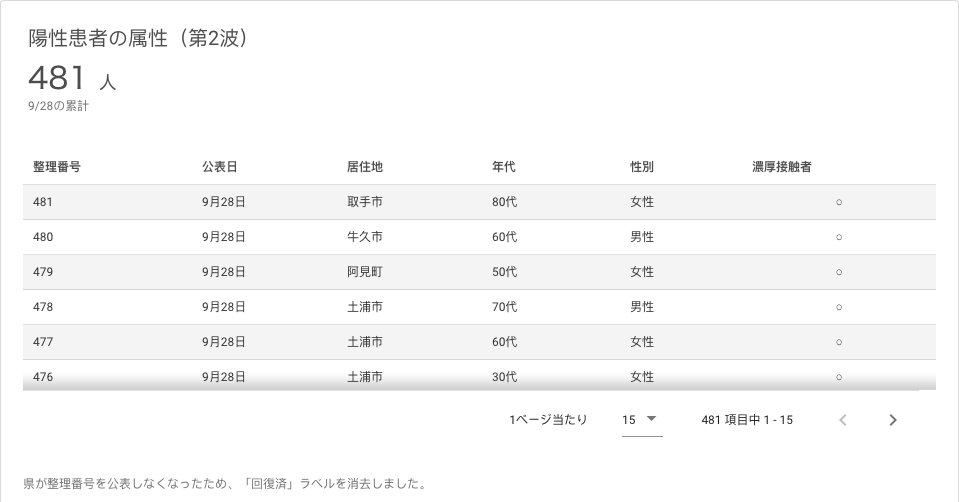 陽性患者の属性（第2波）
481 人
9/28の累計
整理番号 公表日 居住地 年代 性別 濃厚接触者
481 9月28日 取手市 80代 女性 ○
480 9月28日 牛久市 60代 男性 ○
479 9月28日 阿見町 50代 女性 ○
478 9月28日 土浦市 70代 男性 ○
477 9月28日 土浦市 60代 女性 ○
476 9月28日 土浦市 30代 女性 ○
1ページ当たり 15 481 項目中 1 - 15
県が整理番号を公表しなくなったため、「回復済」ラベルを消去しました。